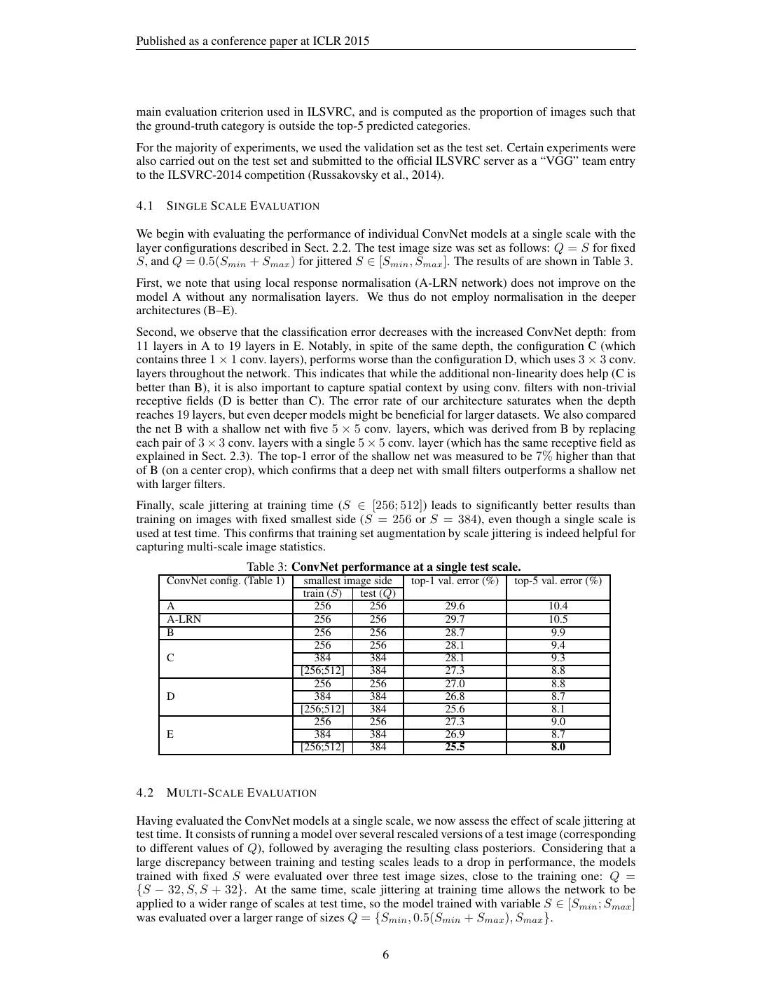 Published as a conference paper at ICLR 2015
main evaluation criterion used in ILSVRC, and is computed as the proportion of images such that
the ground-truth category is outside the top-5 predicted categories.
For the majority of experiments, we used the validation set as the test set. Certain experiments were
also carried out on the test set and submitted to the official ILSVRC server as a “VGG” team entry
to the ILSVRC-2014 competition (Russakovsky et al., 2014).
4.1 SINGLE SCALE EVALUATION
We begin with evaluating the performance of individual ConvNet models at a single scale with the
layer configurations described in Sect. 2.2. The test image size was set as follows: Q = S for fixed
S, and Q = 0.5(Smin + Smax) for jittered S ∈ [Smin, Smax]. The results of are shown in Table 3.
First, we note that using local response normalisation (A-LRN network) does not improve on the
model A without any normalisation layers. We thus do not employ normalisation in the deeper
architectures (B–E).
Second, we observe that the classification error decreases with the increased ConvNet depth: from
11 layers in A to 19 layers in E. Notably, in spite of the same depth, the configuration C (which
contains three 1 × 1 conv. layers), performs worse than the configuration D, which uses 3 × 3 conv.
layers throughout the network. This indicates that while the additional non-linearity does help (C is
better than B), it is also important to capture spatial context by using conv. filters with non-trivial
receptive fields (D is better than C). The error rate of our architecture saturates when the depth
reaches 19 layers, but even deeper models might be beneficial for larger datasets. We also compared
the net B with a shallow net with five 5 × 5 conv. layers, which was derived from B by replacing
each pair of 3 × 3 conv. layers with a single 5 × 5 conv. layer (which has the same receptive field as
explained in Sect. 2.3). The top-1 error of the shallow net was measured to be 7% higher than that
of B (on a center crop), which confirms that a deep net with small filters outperforms a shallow net
with larger filters.
Finally, scale jittering at training time (S ∈ [256; 512]) leads to significantly better results than
training on images with fixed smallest side (S = 256 or S = 384), even though a single scale is
used at test time. This confirms that training set augmentation by scale jittering is indeed helpful for
capturing multi-scale image statistics.
Table 3: ConvNet performance at a single test scale.
ConvNet config. (Table 1) smallest image side top-1 val. error (%) top-5 val. error (%)
train (S) test (Q)
A 256 256 29.6 10.4
A-LRN 256 256 29.7 10.5
B 256 256 28.7 9.9
256 256 28.1 9.4
C 384 384 28.1 9.3
[256;512] 384 27.3 8.8
256 256 27.0 8.8
D 384 384 26.8 8.7
[256;512] 384 25.6 8.1
256 256 27.3 9.0
E 384 384 26.9 8.7
[256;512] 384 25.5 8.0
4.2 MULTI-SCALE EVALUATION
Having evaluated the ConvNet models at a single scale, we now assess the effect of scale jittering at
test time. It consists of running a model over several rescaled versions of a test image (corresponding
to different values of Q), followed by averaging the resulting class posteriors. Considering that a
large discrepancy between training and testing scales leads to a drop in performance, the models
trained with fixed S were evaluated over three test image sizes, close to the training one: Q =
{S − 32, S, S + 32}. At the same time, scale jittering at training time allows the network to be
applied to a wider range of scales at test time, so the model trained with variable S ∈ [Smin; Smax]
was evaluated over a larger range of sizes Q = {Smin, 0.5(Smin + Smax), Smax}.
6